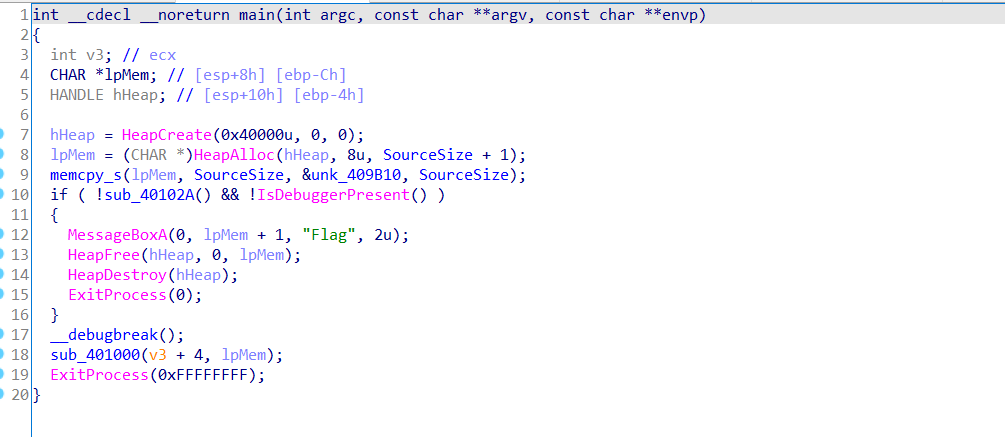 1 int __cdecl __noreturn main(int argc, const char **argv, const char **envp)
2 {
3   int v3; // ecx
4   CHAR *lpMem; // [esp+8h] [ebp-Ch]
5   HANDLE hHeap; // [esp+10h] [ebp-4h]
6
7   hHeap = HeapCreate(0x40000u, 0, 0);
8   lpMem = (CHAR *)HeapAlloc(hHeap, 8u, SourceSize + 1);
9   memcpy_s(lpMem, SourceSize, &unk_409B10, SourceSize);
10   if ( !sub_40102A() && !IsDebuggerPresent() )
11   {
12     MessageBoxA(0, lpMem + 1, "Flag", 2u);
13     HeapFree(hHeap, 0, lpMem);
14     HeapDestroy(hHeap);
15     ExitProcess(0);
16   }
17   __debugbreak();
18   sub_401000(v3 + 4, lpMem);
19   ExitProcess(0xFFFFFFFF);
20 }